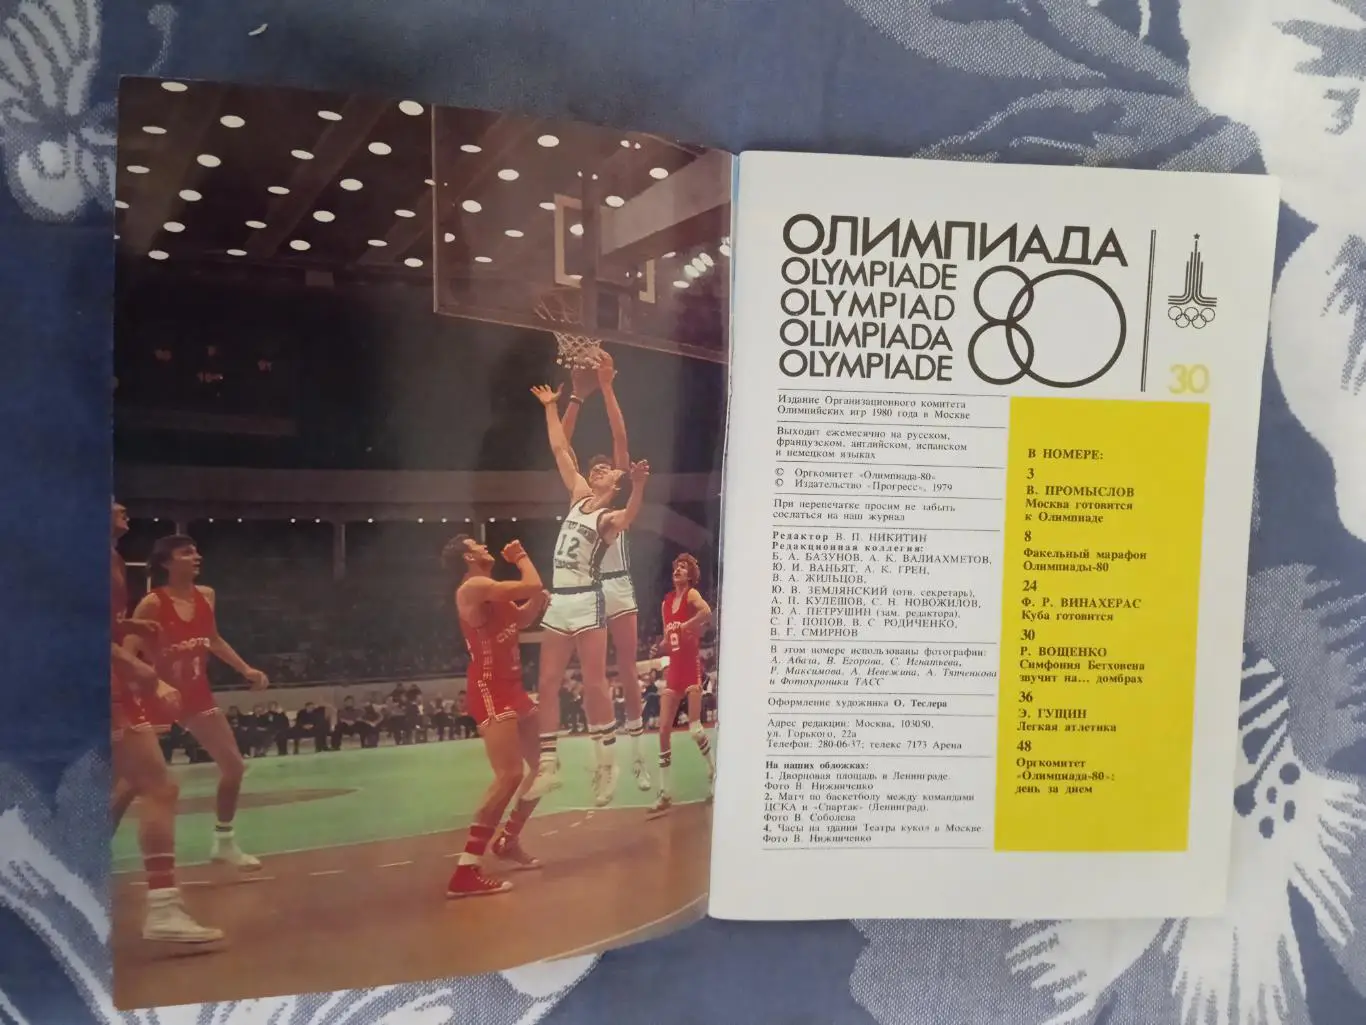 ОЛИМПИАДА
OLYMPIADE
OLYMPIAD
OLIMPIADA
OLYMPIADE
80
30
Издание Организационного комитета
Олимпийских игр 1980 года в Москве
Выходит ежемесячно на русском,
французском, английском, испанском
и немецком языках
© Оргкомитет «Олимпиада-80»
© Издательство «Прогресс», 1979
При перепечатке просим не забыть
сослаться на наш журнал
Редактор В. П. НИКИТИН
Редакционная коллегия:
Б. А. БАЗУНОВ, А. К. ВАЛИАХМЕТОВ,
Ю. И. ВАНЬЯТ, А. К. ГРЕН,
В. А. ЖИЛЬЦОВ,
Ю. В. ЗЕМЛЯНСКИЙ (отв. секретарь),
А. П. КУЛЕШОВ, С. Н. НОВОЖИЛОВ,
Ю. А. ПЕТРУШИН (зам. редактора),
С. Г. ПОПОВ, В. С. РОДИЧЕНКО,
В. Г. СМИРНОВ
В этом номере использованы фотографии:
А. Абаза, В. Егорова, С. Игнатьева,
Р. Максимова, А. Невежина, А. Тяпченкова
и Фотохроники ТАСС
Оформление художника О. Теслера
Адрес редакции: Москва, 103050,
ул. Горького, 22а
Телефон: 280-06-37; телекс 7173 Арена
На наших обложках:
1. Дворцовая площадь в Ленинграде.
Фото В. Нижниченко
2. Матч по баскетболу между командами
ЦСКА и «Спартак» (Ленинград).
Фото В. Соболева
4. Часы на здании Театра кукол в Москве
Фото В. Нижниченко
В НОМЕРЕ:
3
В. ПРОМЫСЛОВ
Москва готовится
к Олимпиаде
8
Факельный марафон
Олимпиады-80
24
Ф. Р. ВИНАХЕРАС
Куба готовится
30
Р. ВОЩЕНКО
Симфония Бетховена
звучит на... домбрах
36
Э. ГУЩИН
Легкая атлетика
48
Оргкомитет
«Олимпиада-80»:
день за днем
12